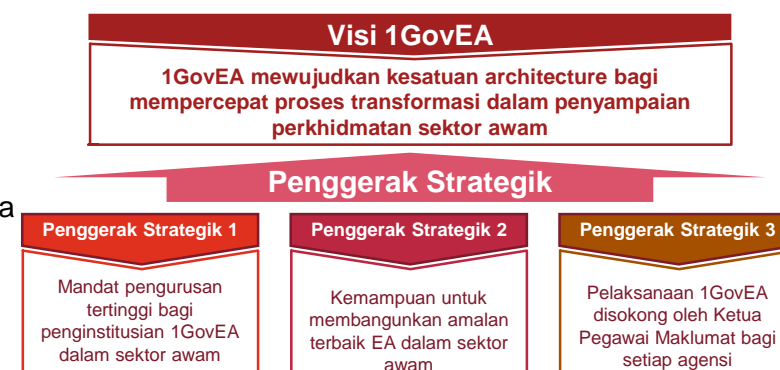 Visi 1GovEA
1GovEA mewujudkan kesatuan architecture bagi
mempercepat proses transformasi dalam penyampaian
perkhidmatan sektor awam
Penggerak Strategik
a
Penggerak Strategik 1
Mandat pengurusan
tertinggi bagi
penginstitusian 1GovEA
dalam sektor awam
Penggerak Strategik 2
Kemampuan untuk
membangunkan amalan
terbaik EA dalam sektor
awam
Penggerak Strategik 3
Pelaksanaan 1GovEA
disokong oleh Ketua
Pegawai Maklumat bagi
setiap agensi